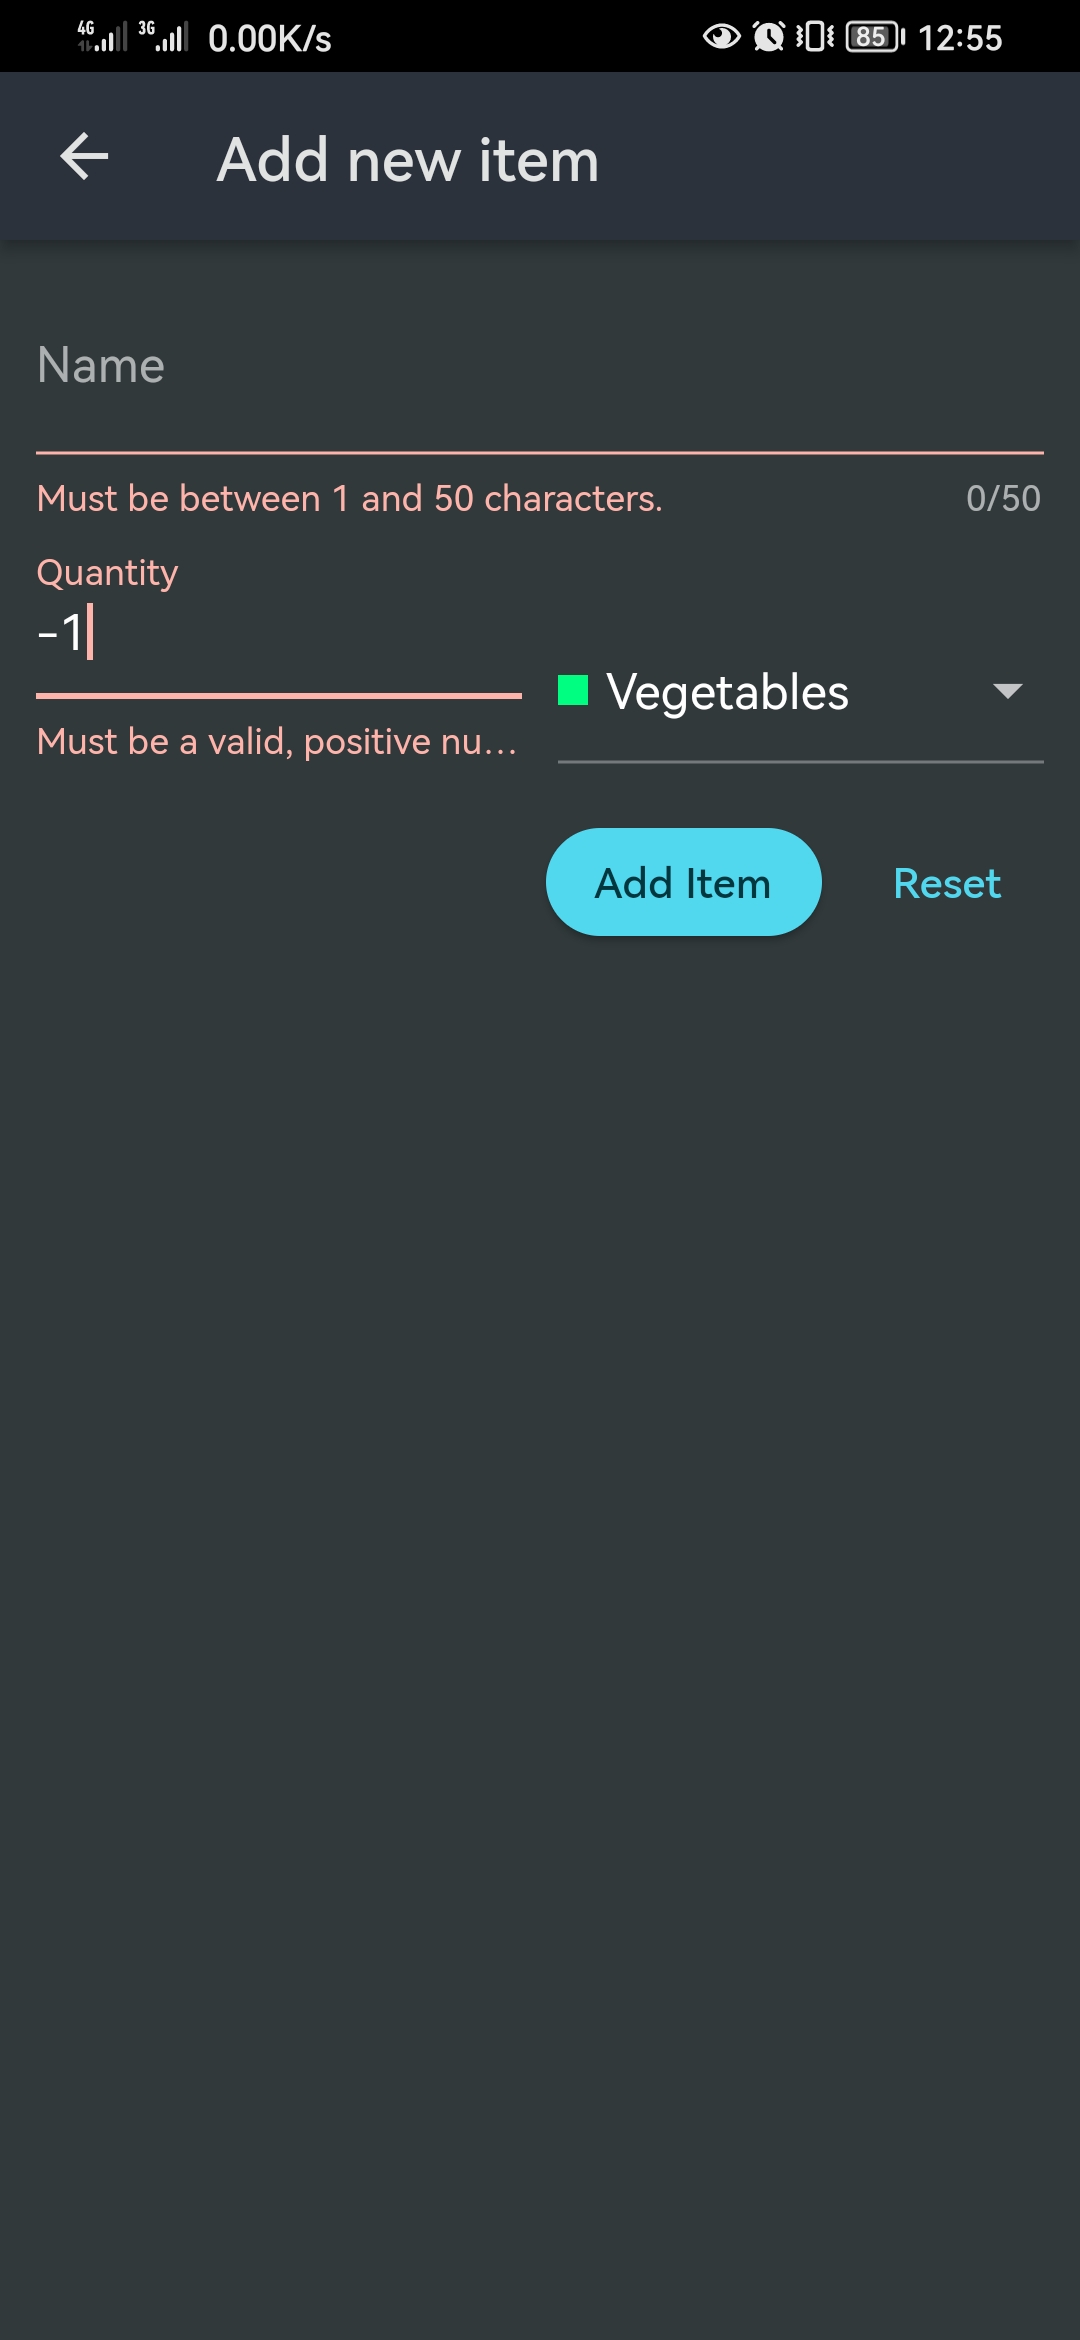 4G 3G 0.00K/s 85 12:55
Add new item
Name
Must be between 1 and 50 characters. 0/50
Quantity
-1
Vegetables
Must be a valid, positive nu...
Add Item Reset